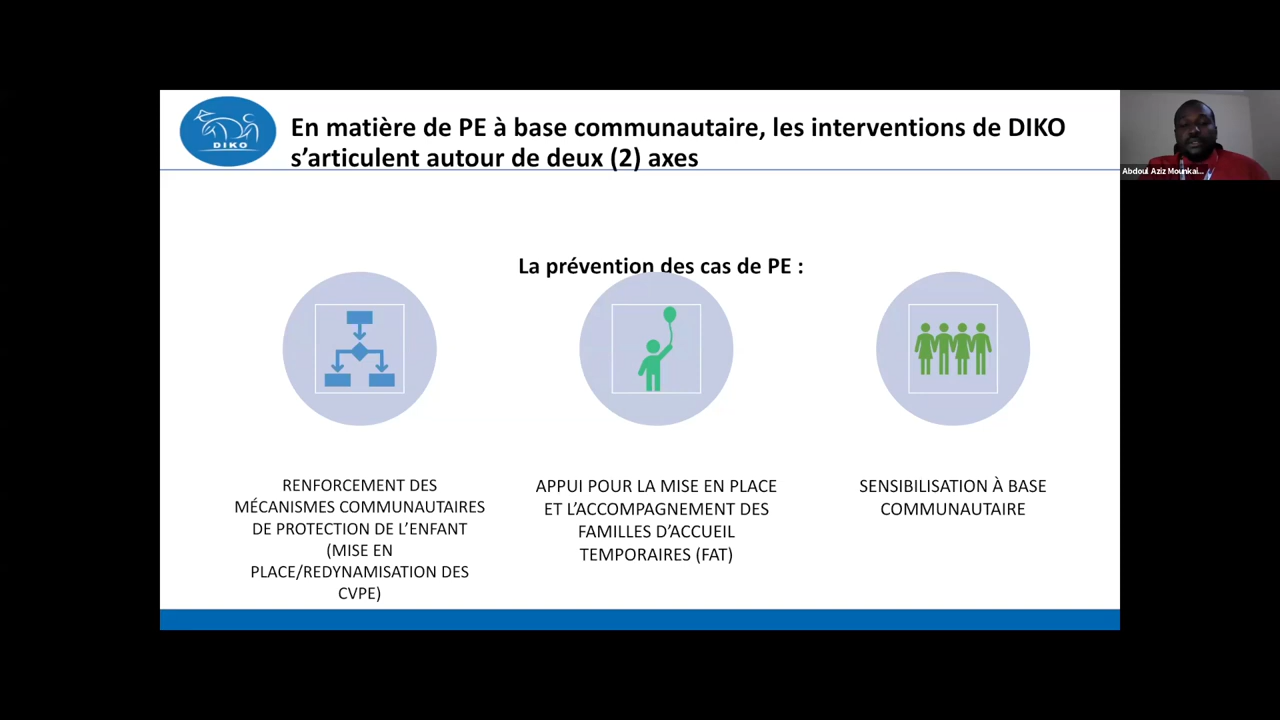 DIKO
En matière de PE à base communautaire, les interventions de DIKO
s'articulent autour de deux (2) axes
Abdoul Aziz Mounkai...
La prévention des cas de PE :
RENFORCEMENT DES
MÉCANISMES COMMUNAUTAIRES
DE PROTECTION DE L'ENFANT
(MISE EN
PLACE/REDYNAMISATION DES
CVPE)
APPUI POUR LA MISE EN PLACE
ET L'ACCOMPAGNEMENT DES
FAMILLES D'ACCUEIL
TEMPORAIRES (FAT)
SENSIBILISATION À BASE
COMMUNAUTAIRE